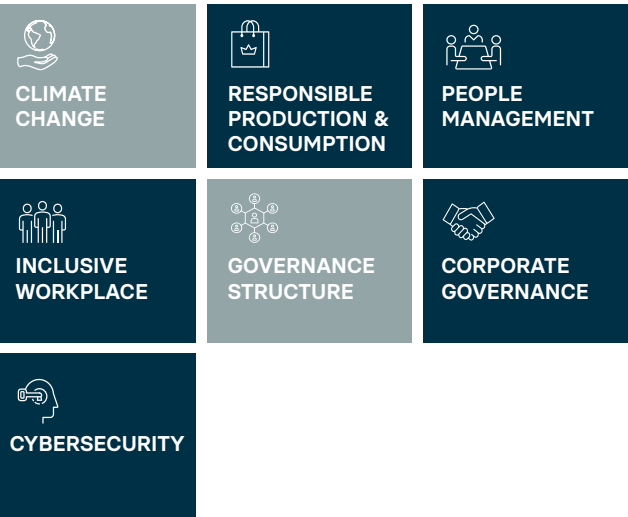 CLIMATE
CHANGE
RESPONSIBLE
PRODUCTION &
CONSUMPTION
PEOPLE
MANAGEMENT
INCLUSIVE
WORKPLACE
GOVERNANCE
STRUCTURE
CORPORATE
GOVERNANCE
CYBERSECURITY